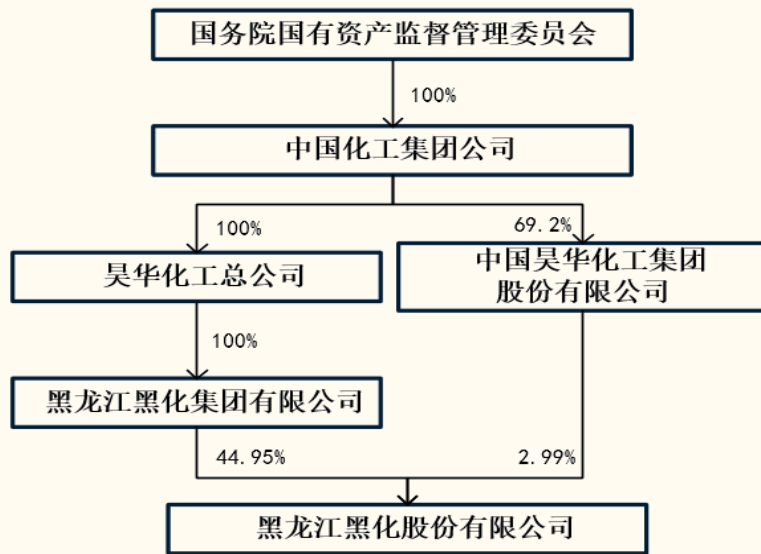 国务院国有资产监督管理委员会
100%
中国化工集团公司
100%
69.2%
昊华化工总公司
中国昊华化工集团
股份有限公司
100%
黑龙江黑化集团有限公司
44.95%
2.99%
黑龙江黑化股份有限公司